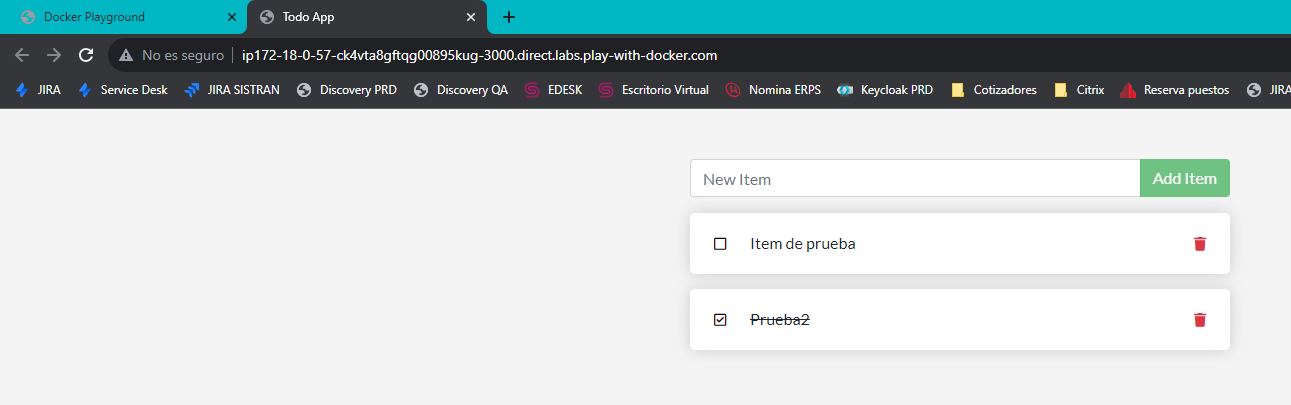 Docker Playground
Todo App
No es seguro ip172-18-0-57-ck4vta8gftqg00895kug-3000.direct.labs.play-with-docker.com
JIRA Service Desk JIRA SISTRAN Discovery PRD Discovery QA EDESK Escritorio Virtual Nomina ERPS Keycloak PRD Cotizadores Citrix Reserva puestos JIRA
New Item
Add Item
Item de prueba
Prueba2